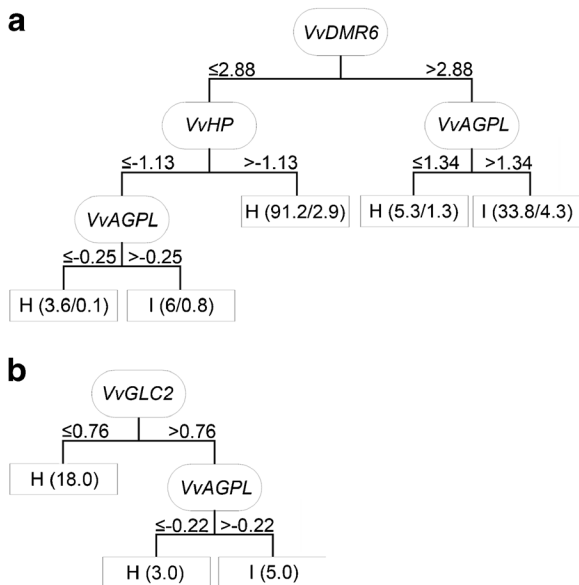 a
VvDMR6
≤2.88 >2.88
VvHP VvAGPL
≤-1.13 >-1.13 ≤1.34 >1.34
VvAGPL H (91.2/2.9) H (5.3/1.3) I (33.8/4.3)
≤-0.25 >-0.25
H (3.6/0.1) I (6/0.8)
b
VvGLC2
≤0.76 >0.76
H (18.0) VvAGPL
≤-0.22 >-0.22
H (3.0) I (5.0)